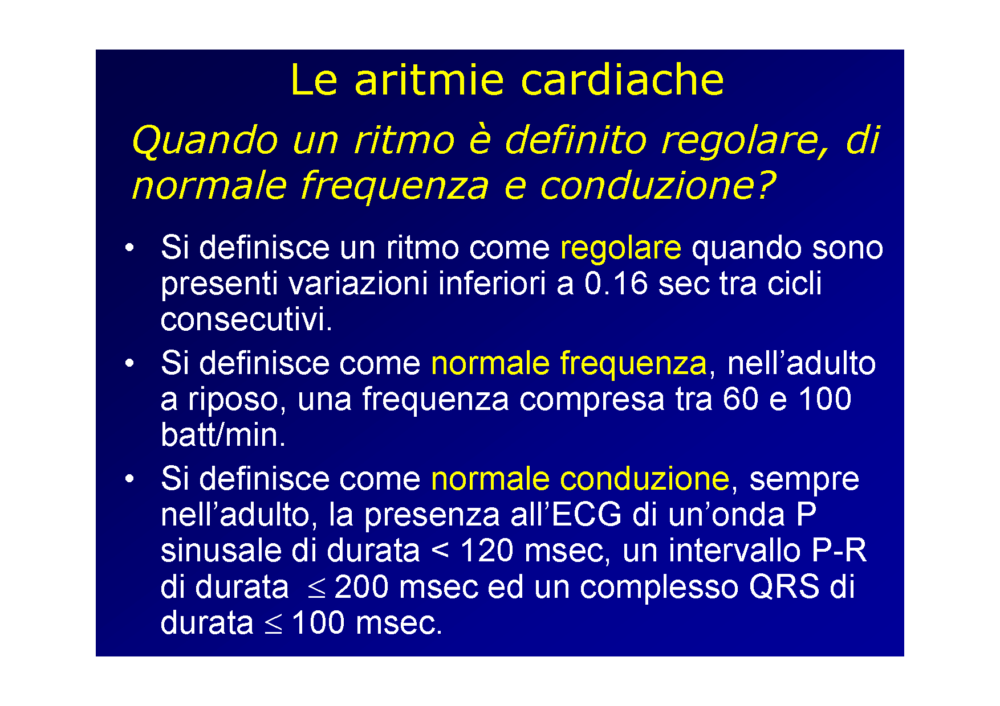 Le aritmie cardiache
Quando un ritmo è definito regolare, di
normale frequenza e conduzione?
• Si definisce un ritmo come regolare quando sono
presenti variazioni inferiori a 0.16 sec tra cicli
consecutivi.
• Si definisce come normale frequenza, nell’adulto
a riposo, una frequenza compresa tra 60 e 100
batt/min.
• Si definisce come normale conduzione, sempre
nell’adulto, la presenza all’ECG di un’onda P
sinusale di durata < 120 msec, un intervallo P-R
di durata ≤ 200 msec ed un complesso QRS di
durata ≤ 100 msec.